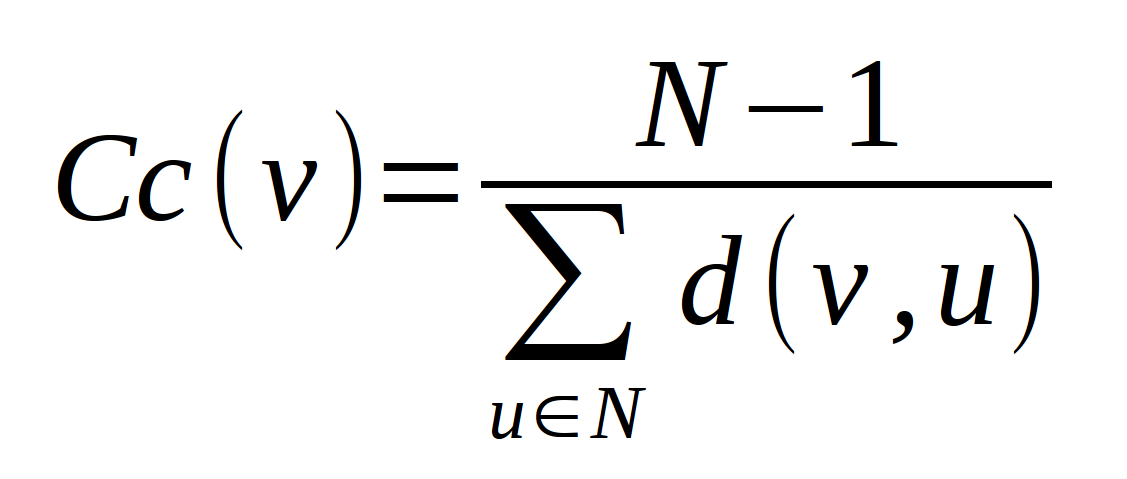 Cc(v)=
N−1
∑ d(v,u)
u∈N